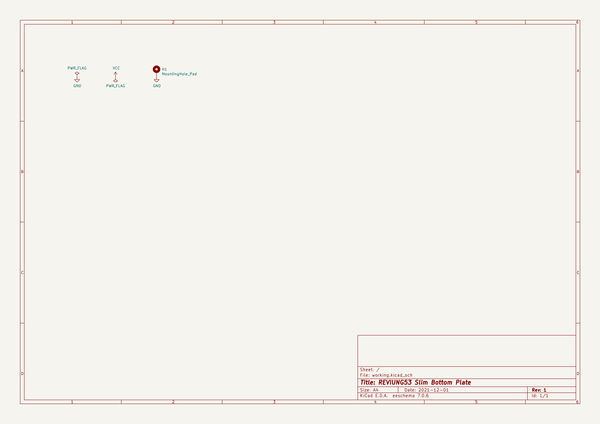 1 2 3 4 5 6
A A
PWR_FLAG VCC H1
MountingHole_Pad
GND PWR_FLAG GND
B B
C C
Sheet: /
File: working.kicad_sch
Title: REVIUNG53 Slim Bottom Plate
D D
Size: A4 Date: 2021-12-01 Rev: 1
KiCad E.D.A. eeschema 7.0.6 Id: 1/1
1 2 3 4 5 6